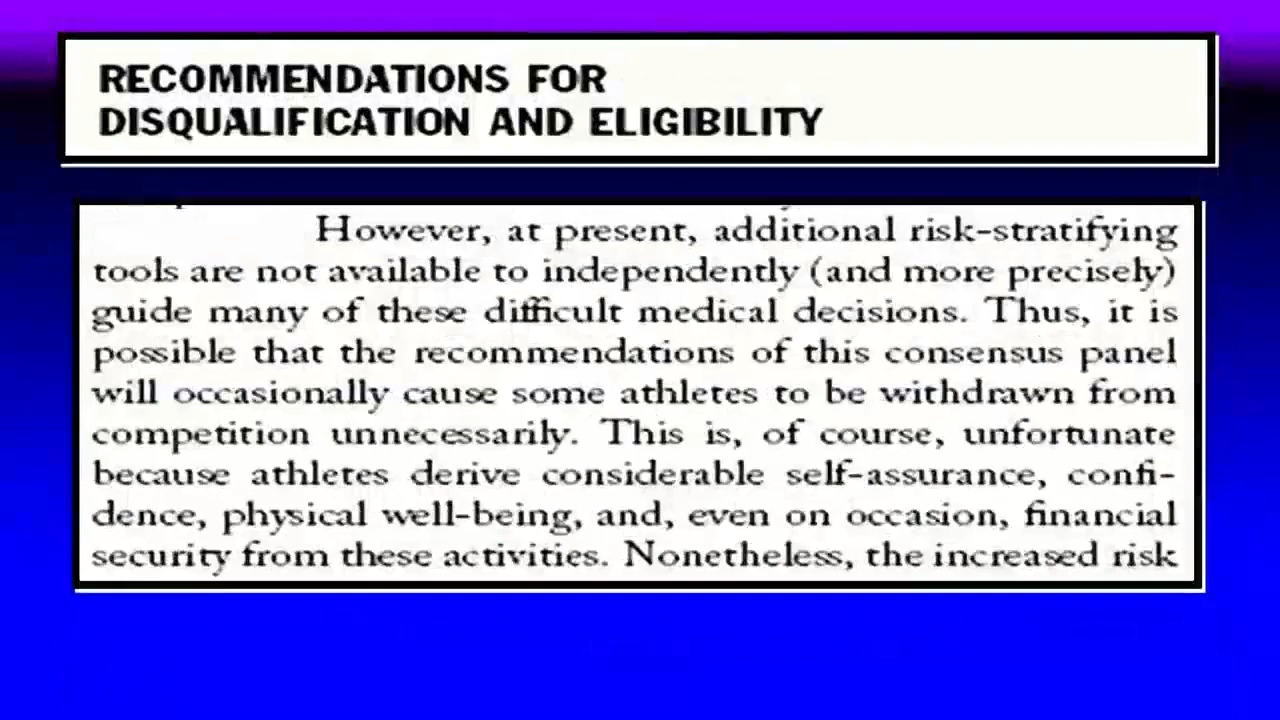 RECOMMENDATIONS FOR
DISQUALIFICATION AND ELIGIBILITY
However, at present, additional risk-stratifying
tools are not available to independently (and more precisely)
guide many of these difficult medical decisions. Thus, it is
possible that the recommendations of this consensus panel
will occasionally cause some athletes to be withdrawn from
competition unnecessarily. This is, of course, unfortunate
because athletes derive considerable self-assurance, confi-
dence, physical well-being, and, even on occasion, financial
security from these activities. Nonetheless, the increased risk